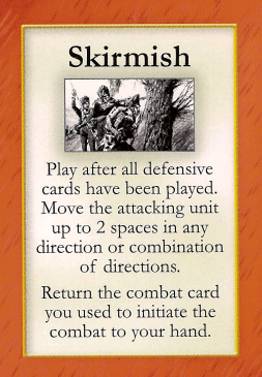 Skirmish
Play after all defensive
cards have been played.
Move the attacking unit
up to 2 spaces in any
direction or combination
of directions.
Return the combat card
you used to initiate the
combat to your hand.